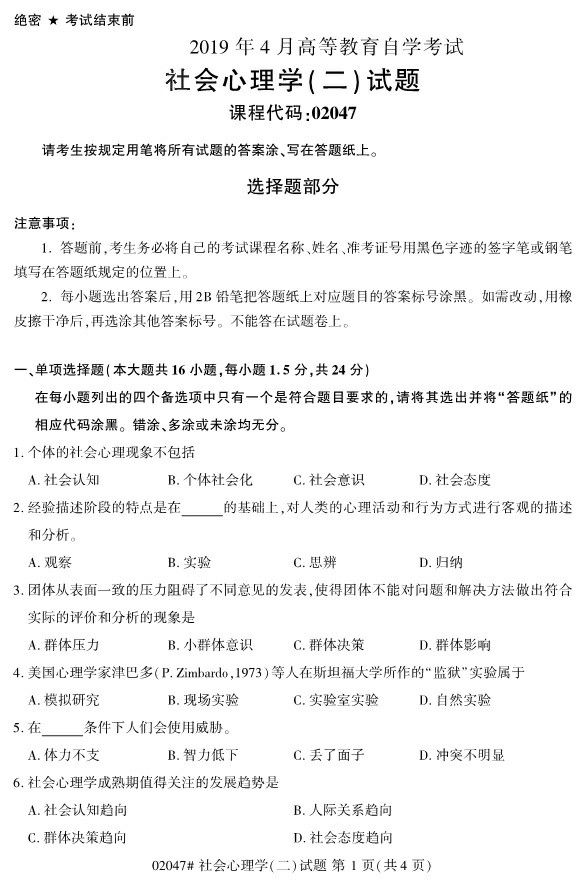 绝密 ★ 考试结束前
2019 年 4 月高等教育自学考试
社会心理学(二)试题
课程代码:02047
请考生按规定用笔将所有试题的答案涂、写在答题纸上。
选择题部分
注意事项:
1. 答题前,考生务必将自己的考试课程名称、姓名、准考证号用黑色字迹的签字笔或钢笔
填写在答题纸规定的位置上。
2. 每小题选出答案后,用 2B 铅笔把答题纸上对应题目的答案标号涂黑。如需改动,用橡
皮擦干净后,再选涂其他答案标号。不能答在试题卷上。
一、单项选择题(本大题共 16 小题,每小题 1.5 分,共 24 分)
在每小题列出的四个备选项中只有一个是符合题目要求的,请将其选出并将“答题纸”的
相应代码涂黑。错涂、多涂或未涂均无分。
1. 个体的社会心理现象不包括
A. 社会认知 B. 个体社会化 C. 社会意识 D. 社会态度
2. 经验描述阶段的特点是在______的基础上,对人类的心理活动和行为方式进行客观的描述
和分析。
A. 观察 B. 实验 C. 思辨 D. 归纳
3. 团体从表面一致的压力阻碍了不同意见的发表,使得团体不能对问题和解决方法做出符合
实际的评价和分析的现象是
A. 群体压力 B. 小群体意识 C. 群体决策 D. 群体影响
4. 美国心理学家津巴多(P. Zimbardo,1973)等人在斯坦福大学所作的“监狱”实验属于
A. 模拟研究 B. 现场实验 C. 实验室实验 D. 自然实验
5. 在______条件下人们会使用威胁。
A. 体力不支 B. 智力低下 C. 丢了面子 D. 冲突不明显
6. 社会心理学成熟期值得关注的发展趋势是
A. 社会认知趋向 B. 人际关系趋向
C. 群体决策趋向 D. 社会态度趋向
02047# 社会心理学(二)试题 第 1 页(共 4 页)